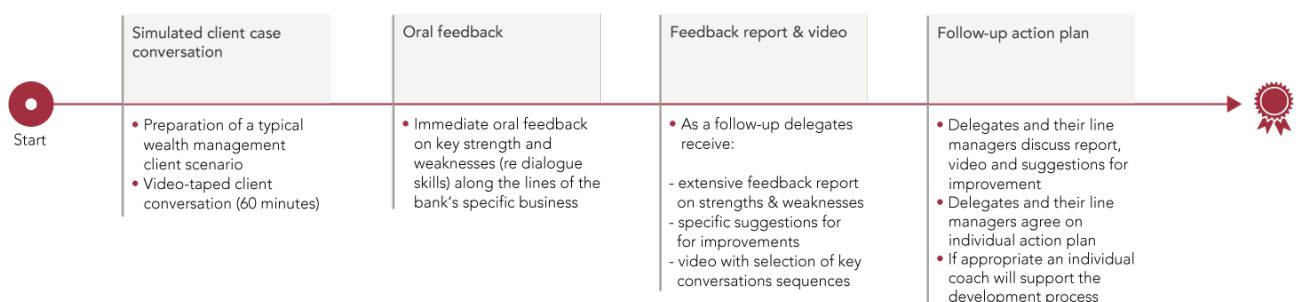 Start
Simulated client case
conversation
• Preparation of a typical
wealth management
client scenario
• Video-taped client
conversation (60 minutes)
Oral feedback
• Immediate oral feedback
on key strength and
weaknesses (re dialogue
skills) along the lines of the
bank's specific business
Feedback report & video
• As a follow-up delegates
receive:
- extensive feedback report
on strengths & weaknesses
- specific suggestions for
for improvements
- video with selection of key
conversations sequences
Follow-up action plan
• Delegates and their line
managers discuss report,
video and suggestions for
improvement
• Delegates and their line
managers agree on
individual action plan
• If appropriate an individual
coach will support the
development process